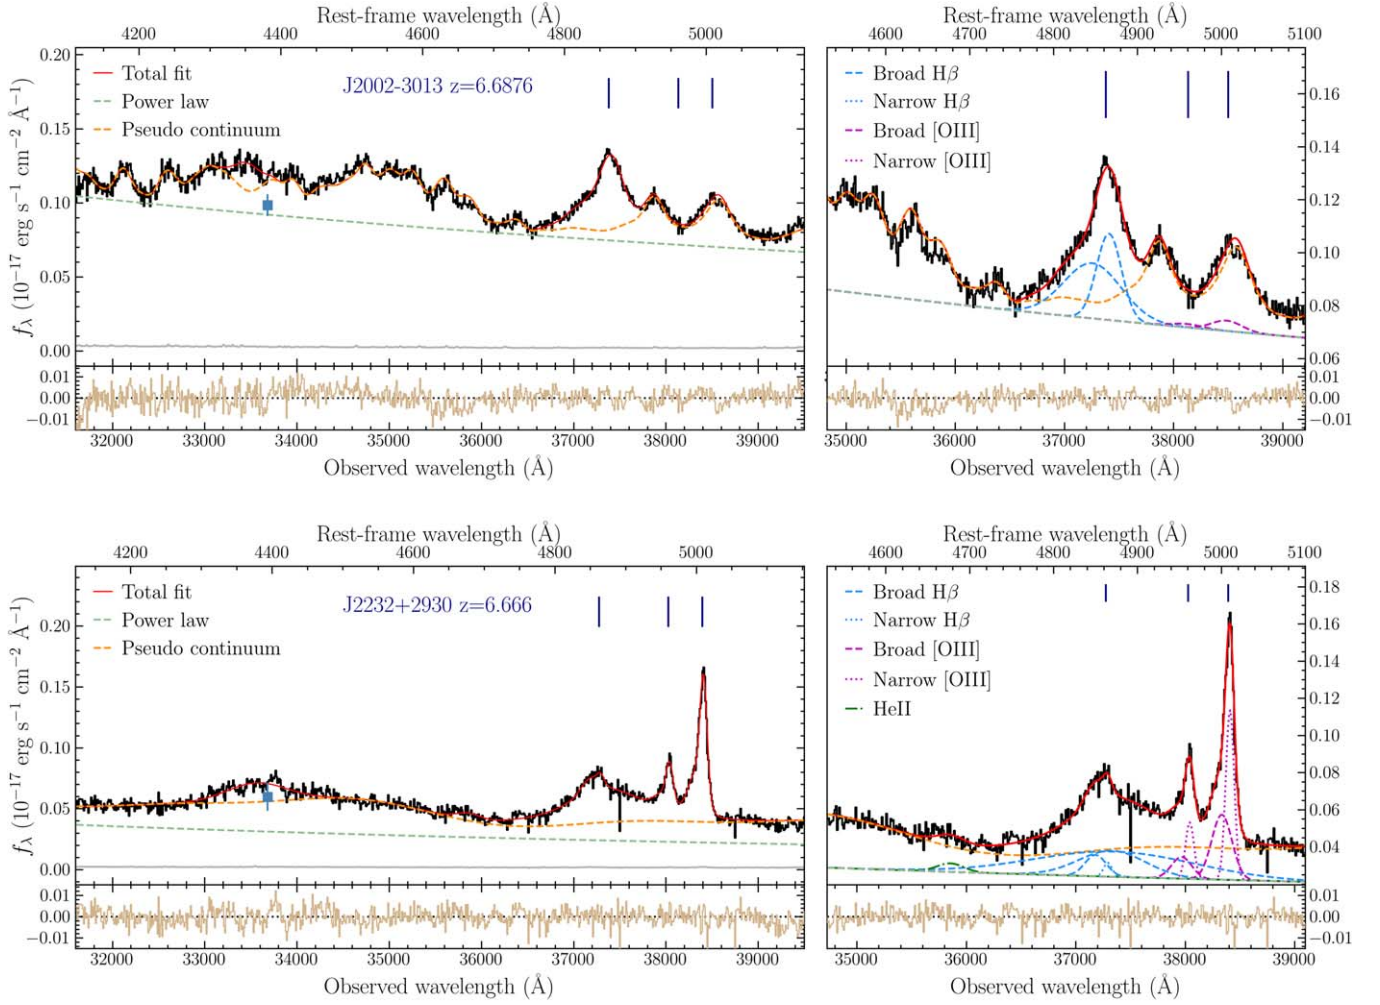 Rest-frame wavelength (Å)
4200 4400 4600 4800 5000
0.20
0.15
0.10
0.05
0.00
f_λ (10⁻¹⁷ erg s⁻¹ cm⁻² Å⁻¹)
Total fit
Power law
Pseudo continuum
J2002-3013 z=6.6876
0.01
0.00
−0.01
32000 33000 34000 35000 36000 37000 38000 39000
Observed wavelength (Å)
Rest-frame wavelength (Å)
4600 4700 4800 4900 5000 5100
Broad Hβ
Narrow Hβ
Broad [OIII]
Narrow [OIII]
0.16
0.14
0.12
0.10
0.08
0.06
0.01
0.00
−0.01
35000 36000 37000 38000 39000
Observed wavelength (Å)
Rest-frame wavelength (Å)
4200 4400 4600 4800 5000
0.20
0.15
0.10
0.05
0.00
f_λ (10⁻¹⁷ erg s⁻¹ cm⁻² Å⁻¹)
Total fit
Power law
Pseudo continuum
J2232+2930 z=6.666
0.01
0.00
−0.01
32000 33000 34000 35000 36000 37000 38000 39000
Observed wavelength (Å)
Rest-frame wavelength (Å)
4600 4700 4800 4900 5000 5100
Broad Hβ
Narrow Hβ
Broad [OIII]
Narrow [OIII]
HeII
0.18
0.16
0.14
0.12
0.10
0.08
0.06
0.04
0.01
0.00
−0.01
35000 36000 37000 38000 39000
Observed wavelength (Å)